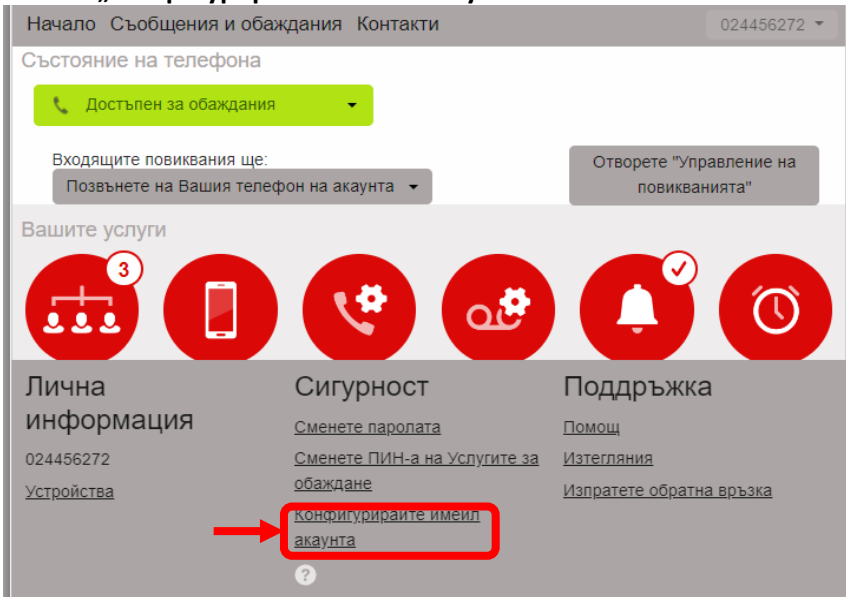 Начало Съобщения и обаждания Контакти 024456272
Състояние на телефона
Достъпен за обаждания
Входящите повиквания ще:
Позвънете на Вашия телефон на акаунта
Отворете "Управление на
повикванията"
Вашите услуги
3
Лична
информация
024456272
Устройства
Сигурност
Сменете паролата
Сменете ПИН-а на Услугите за
обаждане
Конфигурирайте имейл
акаунта
?
Поддръжка
Помощ
Изтегляния
Изпратете обратна връзка